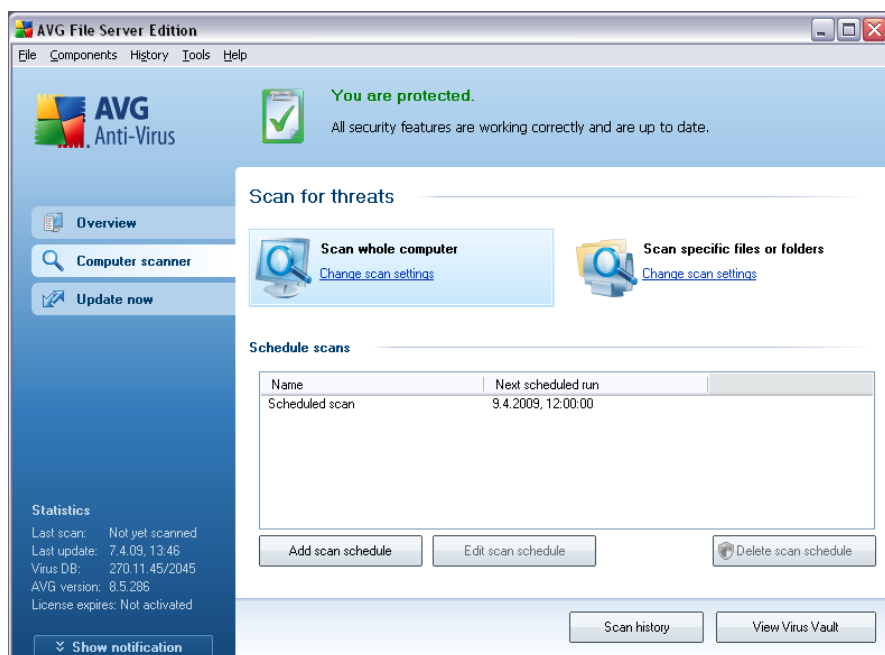 AVG File Server Edition
File Components History Tools Help
AVG
Anti-Virus
You are protected.
All security features are working correctly and are up to date.
Overview
Computer scanner
Update now
Scan for threats
Scan whole computer
Change scan settings
Scan specific files or folders
Change scan settings
Schedule scans
Name Next scheduled run
Scheduled scan 9.4.2009, 12:00:00
Add scan schedule Edit scan schedule Delete scan schedule
Statistics
Last scan: Not yet scanned
Last update: 7.4.09, 13:46
Virus DB: 270.11.45/2045
AVG version: 8.5.286
License expires: Not activated
Show notification
Scan history View Virus Vault